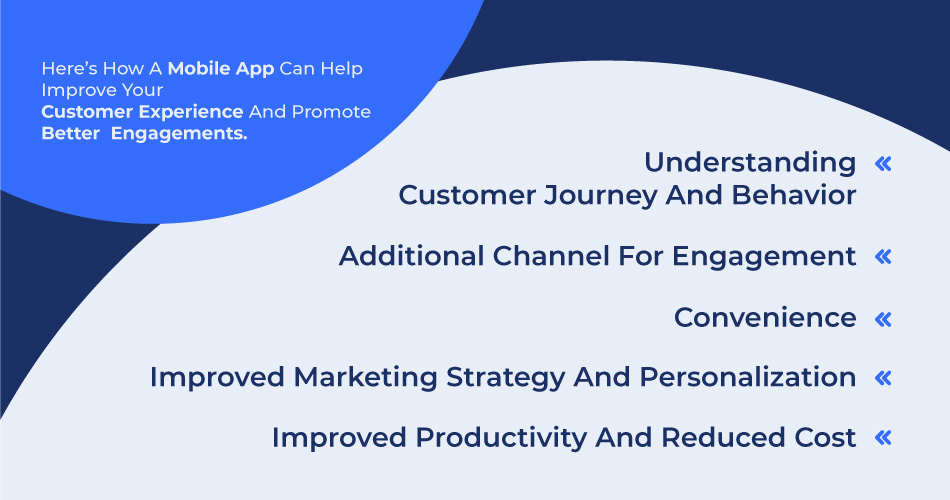 Here’s How A Mobile App Can Help
Improve Your
Customer Experience And Promote
Better  Engagements.
Understanding «
Customer Journey And Behavior
Additional Channel For Engagement «
Convenience «
Improved Marketing Strategy And Personalization «
Improved Productivity And Reduced Cost «